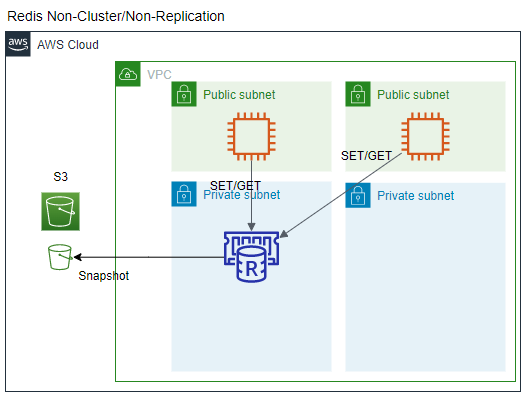 Redis Non-Cluster/Non-Replication
aws
AWS Cloud
VPC
Public subnet
Public subnet
SET/GET
S3
SET/GET
Private subnet
Private subnet
R
Snapshot